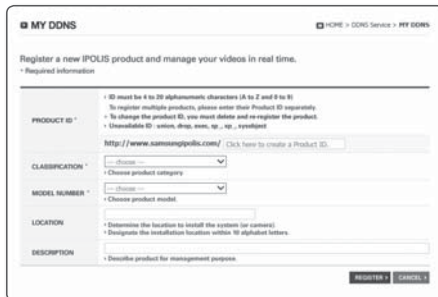 MY DDNS
HOME > DDNS Service > MY DDNS
Register a new IPOLIS product and manage your videos in real time.
* Required information
PRODUCT ID *
• ID must be 4 to 20 alphanumeric characters (A to Z and 0 to 9)
To register multiple products, please enter their Product ID separately.
• To change the product ID, you must delete and re-register the product.
• Unavailable ID : union, drop, exec, sp_, xp_, sysobject
http://www.samsungipolis.com/ Click here to create a Product ID.
CLASSIFICATION *
--- choose ---
• Choose product category
MODEL NUMBER *
--- choose ---
• Choose product model.
LOCATION
• Determine the location to install the system (or camera)
• Designate the installation location within 10 alphabet letters.
DESCRIPTION
• Describe product for management purpose.
REGISTER > CANCEL >